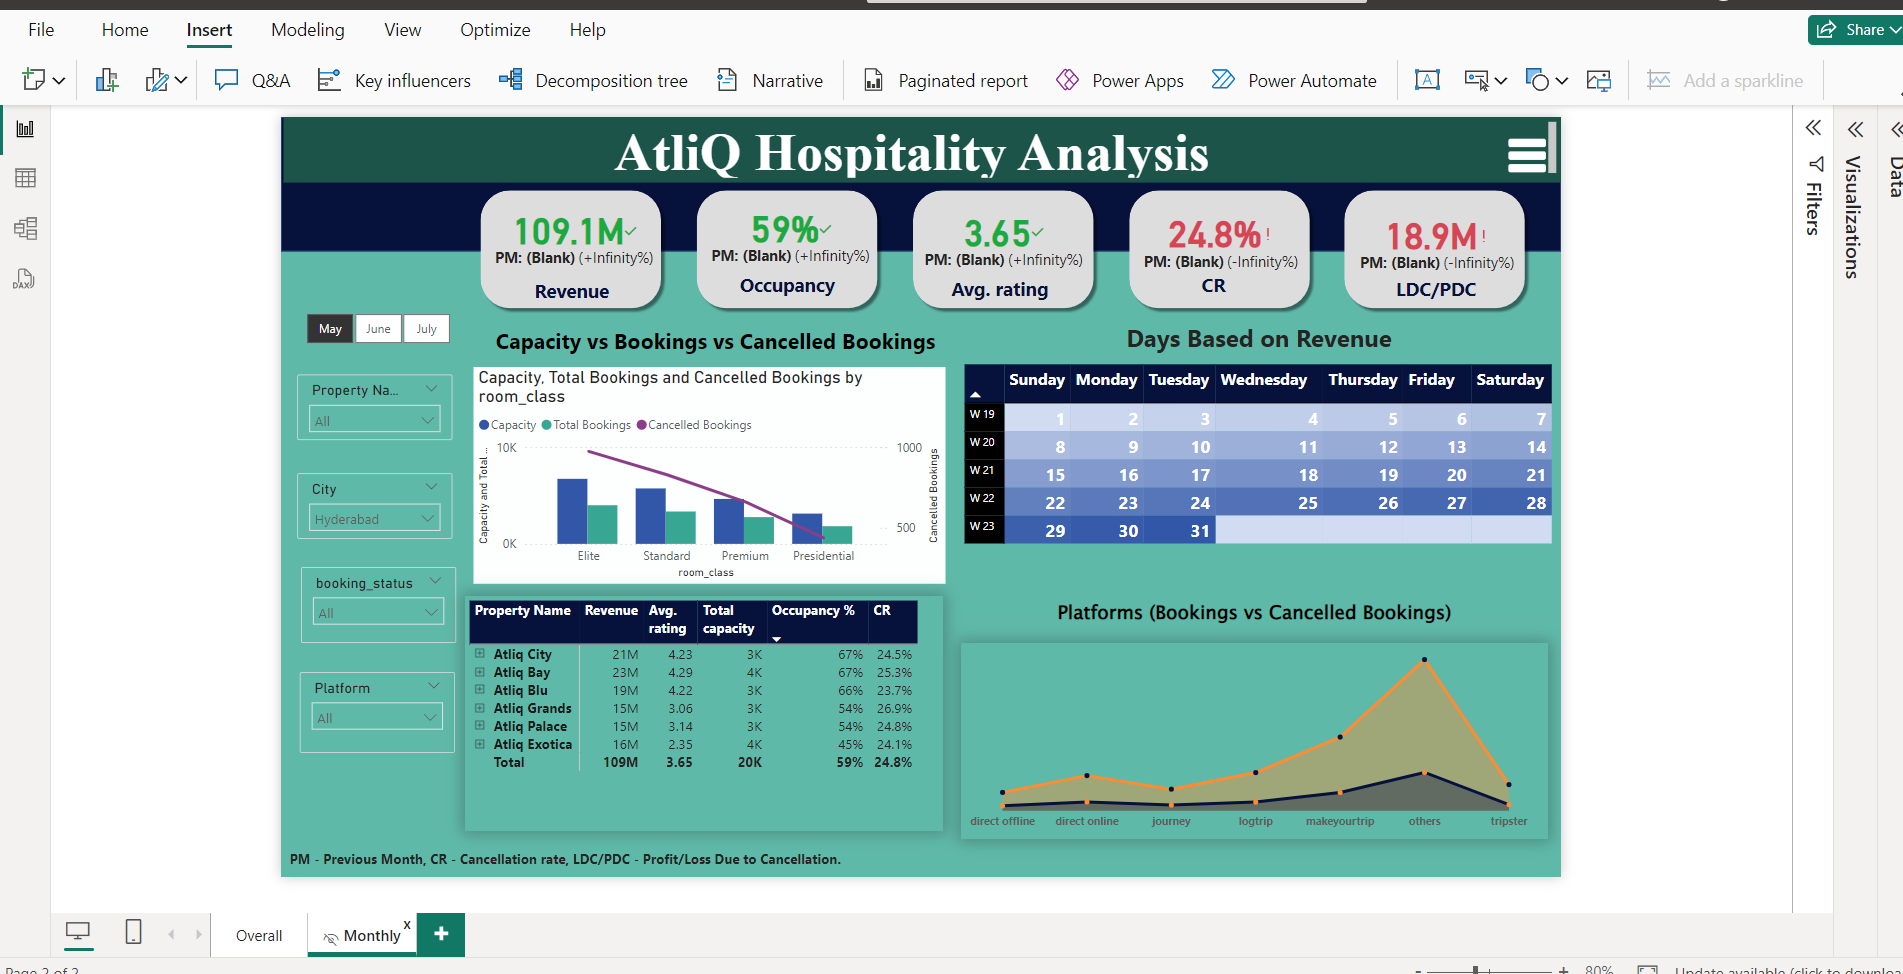 File Home Insert Modeling View Optimize Help Share
Q&A Key influencers Decomposition tree Narrative Paginated report Power Apps Power Automate Add a sparkline
AtliQ Hospitality Analysis
109.1M
PM: (Blank) (+Infinity%)
Revenue
59%
PM: (Blank) (+Infinity%)
Occupancy
3.65
PM: (Blank) (+Infinity%)
Avg. rating
24.8%!
PM: (Blank) (-Infinity%)
CR
18.9M!
PM: (Blank) (-Infinity%)
LDC/PDC
May June July
Property Na...
All
City
Hyderabad
booking_status
All
Platform
All
Capacity vs Bookings vs Cancelled Bookings
Capacity, Total Bookings and Cancelled Bookings by
room_class
Capacity Total Bookings Cancelled Bookings
Capacity and Total ...
10K
0K
1000
500
Cancelled Bookings
Elite Standard Premium Presidential
room_class
Days Based on Revenue
Sunday Monday Tuesday Wednesday Thursday Friday Saturday
W 19 1 2 3 4 5 6 7
W 20 8 9 10 11 12 13 14
W 21 15 16 17 18 19 20 21
W 22 22 23 24 25 26 27 28
W 23 29 30 31
Property Name Revenue Avg. rating Total capacity Occupancy % CR
Atliq City 21M 4.23 3K 67% 24.5%
Atliq Bay 23M 4.29 4K 67% 25.3%
Atliq Blu 19M 4.22 3K 66% 23.7%
Atliq Grands 15M 3.06 3K 54% 26.9%
Atliq Palace 15M 3.14 3K 54% 24.8%
Atliq Exotica 16M 2.35 4K 45% 24.1%
Total 109M 3.65 20K 59% 24.8%
Platforms (Bookings vs Cancelled Bookings)
direct offline direct online journey logtrip makeyourtrip others tripster
PM - Previous Month, CR - Cancellation rate, LDC/PDC - Profit/Loss Due to Cancellation.
Filters
Visualizations
Data
DAX
Overall Monthly x +
Page 2 of 2
- + 80% Update available (click to downloa